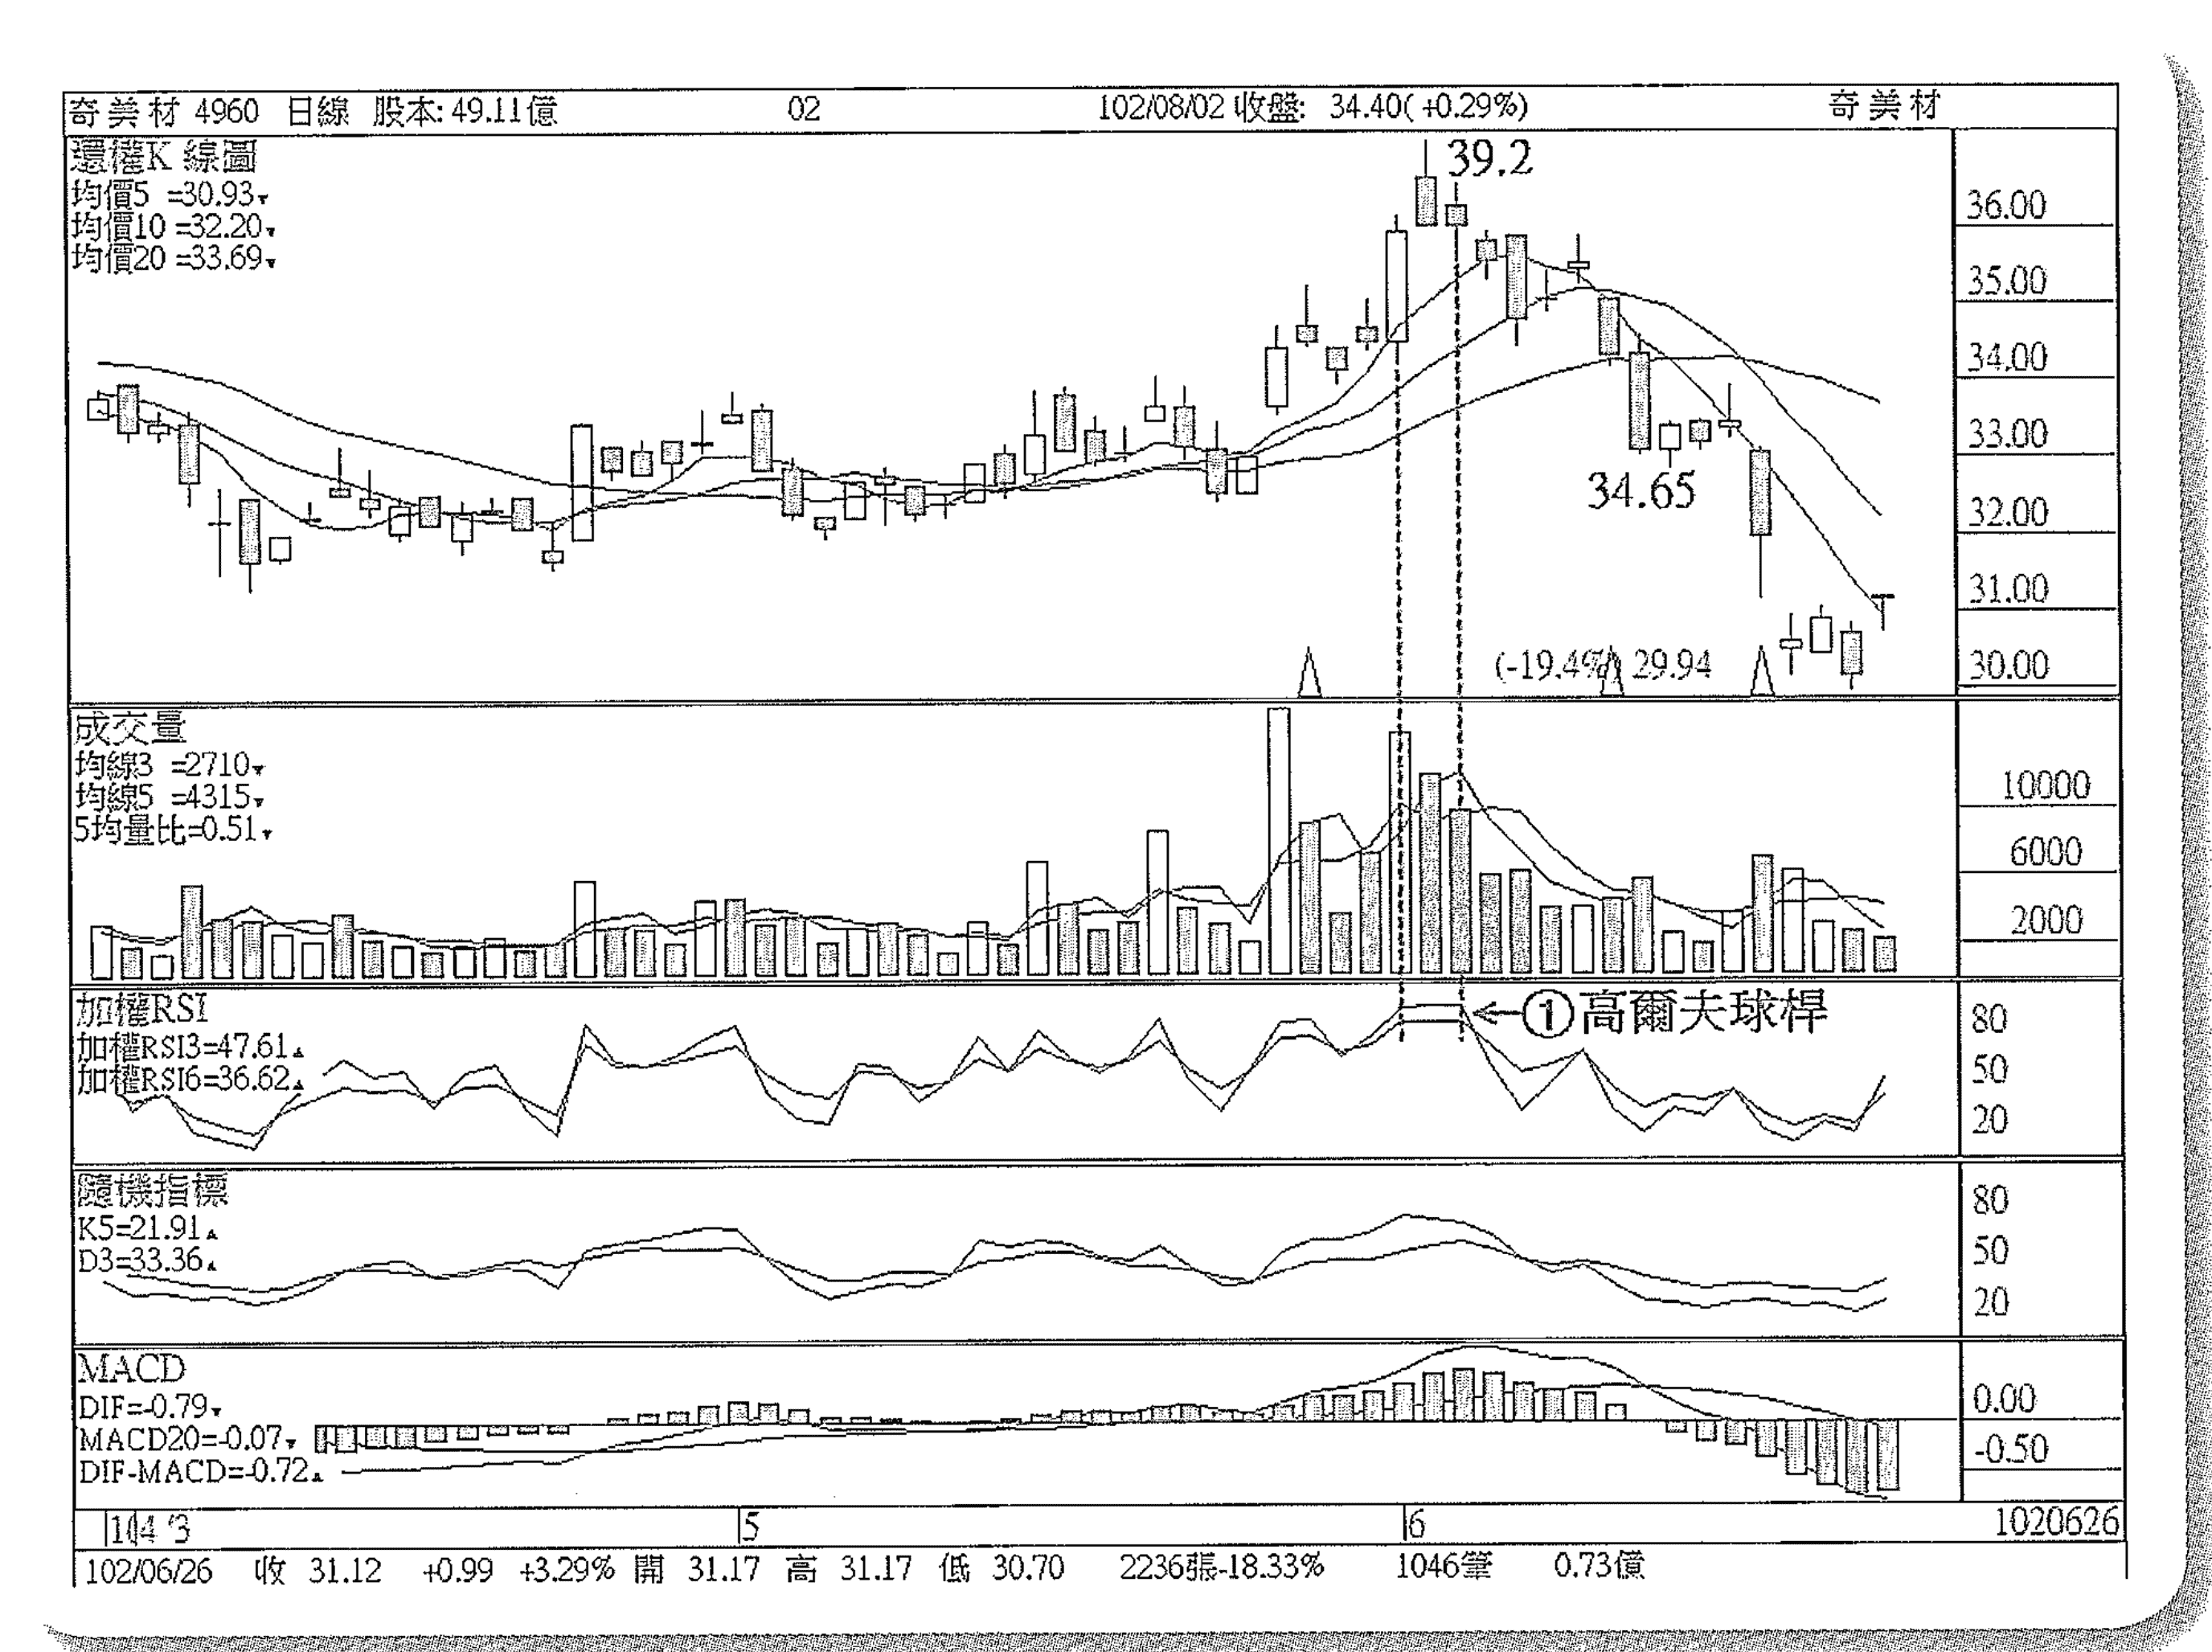 奇美材 4960 日線 股本:49.11億 02 102/08/02 收盤: 34.40(+0.29%) 奇美材
還權K 線圖
均價5 =30.93▼
均價10 =32.20▼
均價20 =33.69▼
39.2
36.00
35.00
34.00
33.00
34.65
32.00
31.00
(-19.4%) 29.94
30.00
成交量
均線3 =2710▼
均線5 =4315▼
5均量比=0.51▼
10000
6000
2000
加權RSI
加權RSI3=47.61▲
加權RSI6=36.62▲
←①高爾夫球桿
80
50
20
隨機指標
K5=21.91▲
D3=33.36▲
80
50
20
MACD
DIF=-0.79▼
MACD20=-0.07▼
DIF-MACD=-0.72▲
0.00
-0.50
5 6 1020626
102/06/26 收 31.12 +0.99 +3.29% 開 31.17 高 31.17 低 30.70 2236張-18.33% 1046筆 0.73億